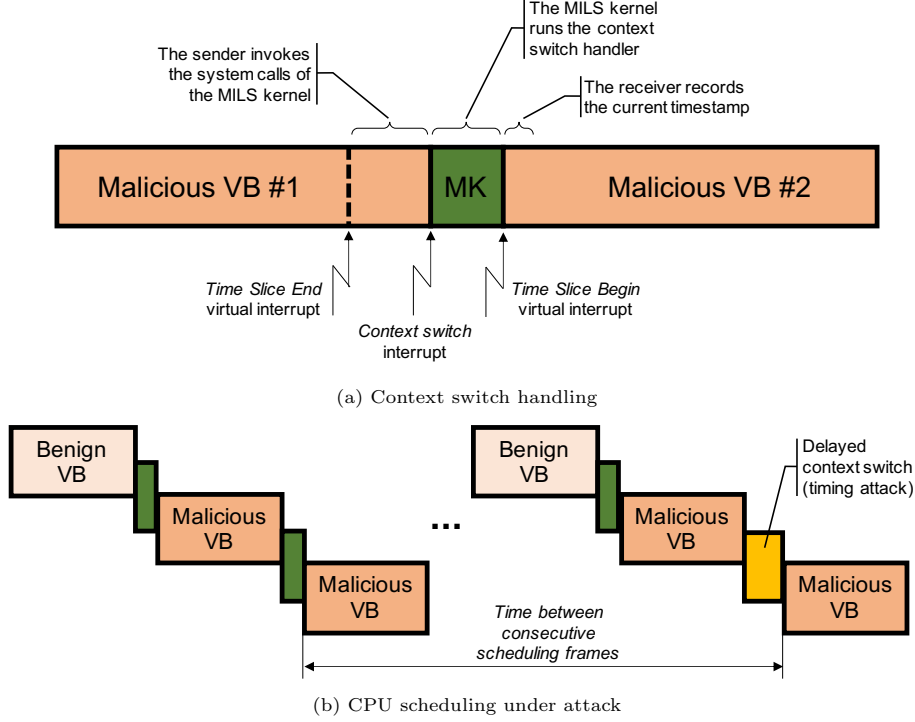 The MILS kernel
runs the context
switch handler
The sender invokes
the system calls of
the MILS kernel
The receiver records
the current timestamp
Malicious VB #1
MK
Malicious VB #2
Time Slice End
virtual interrupt
Context switch
interrupt
Time Slice Begin
virtual interrupt
(a) Context switch handling
Benign
VB
Malicious
VB
Malicious
VB
...
Benign
VB
Malicious
VB
Delayed
context switch
(timing attack)
Malicious
VB
Time between
consecutive
scheduling frames
(b) CPU scheduling under attack